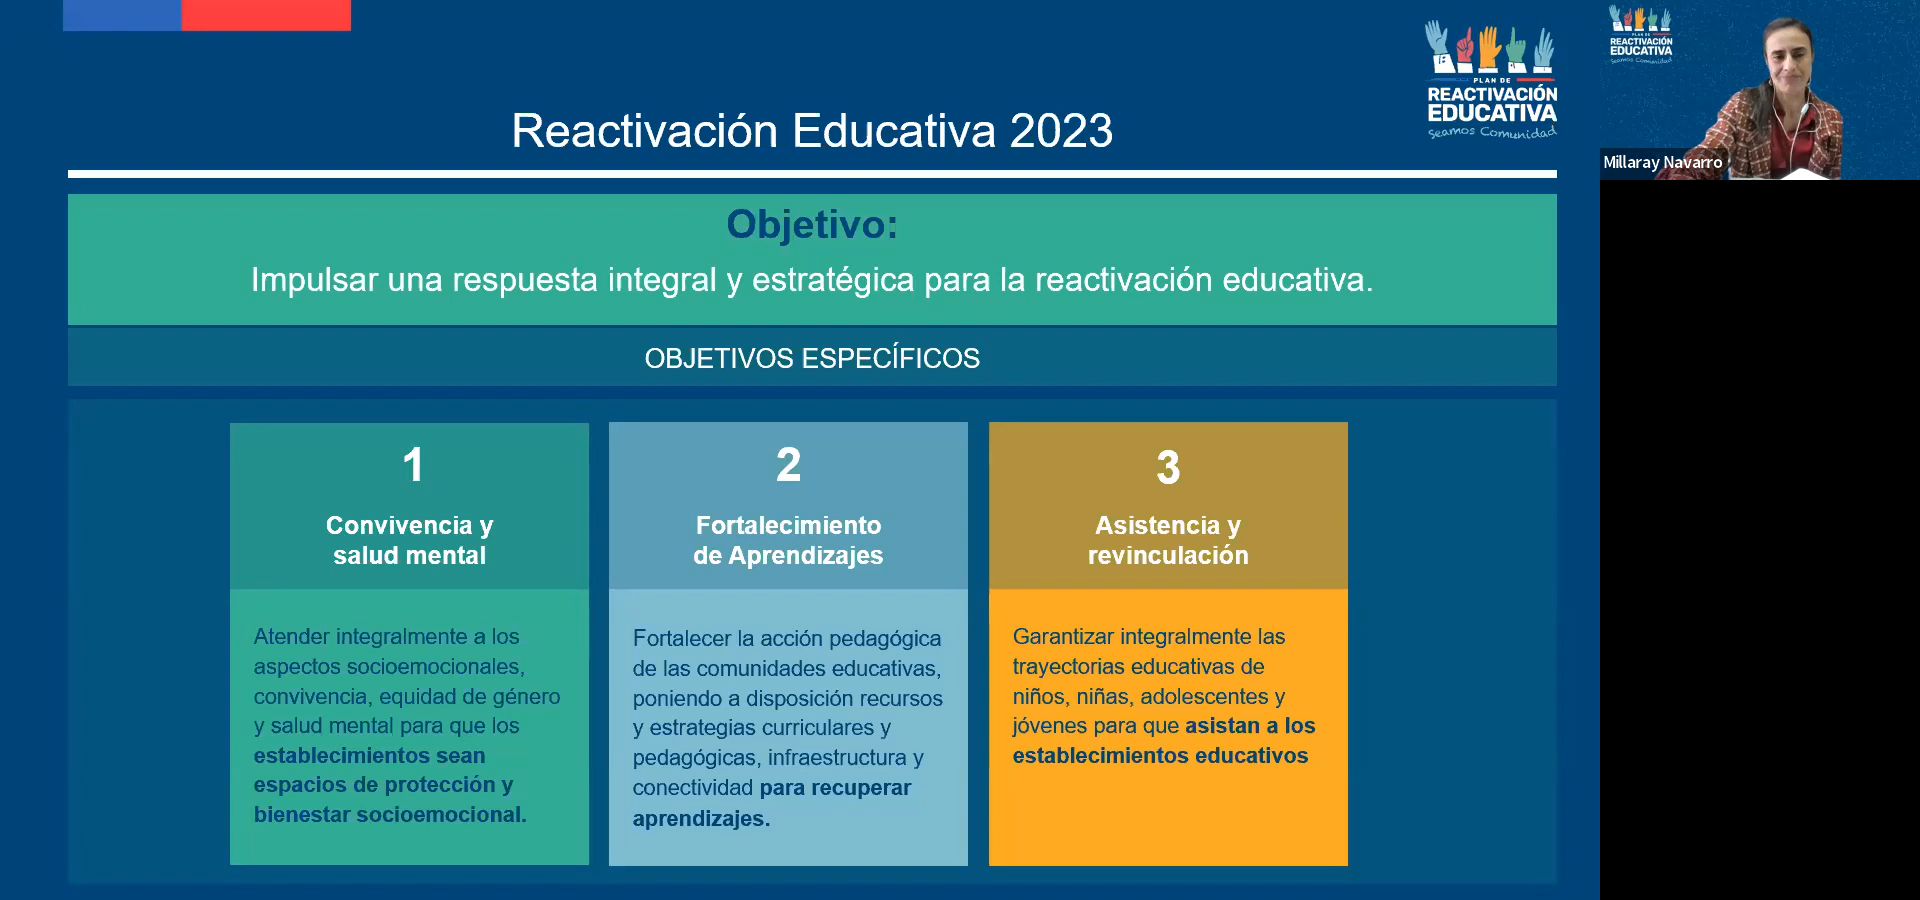 PLAN DE
REACTIVACIÓN
EDUCATIVA
Seamos Comunidad
Reactivación Educativa 2023
Objetivo:
Impulsar una respuesta integral y estratégica para la reactivación educativa.
OBJETIVOS ESPECÍFICOS
1
Convivencia y
salud mental
Atender integralmente a los
aspectos socioemocionales,
convivencia, equidad de género
y salud mental para que los
establecimientos sean
espacios de protección y
bienestar socioemocional.
2
Fortalecimiento
de Aprendizajes
Fortalecer la acción pedagógica
de las comunidades educativas,
poniendo a disposición recursos
y estrategias curriculares y
pedagógicas, infraestructura y
conectividad para recuperar
aprendizajes.
3
Asistencia y
revinculación
Garantizar integralmente las
trayectorias educativas de
niños, niñas, adolescentes y
jóvenes para que asistan a los
establecimientos educativos
PLAN DE
REACTIVACIÓN
EDUCATIVA
Seamos Comunidad
Millaray Navarro